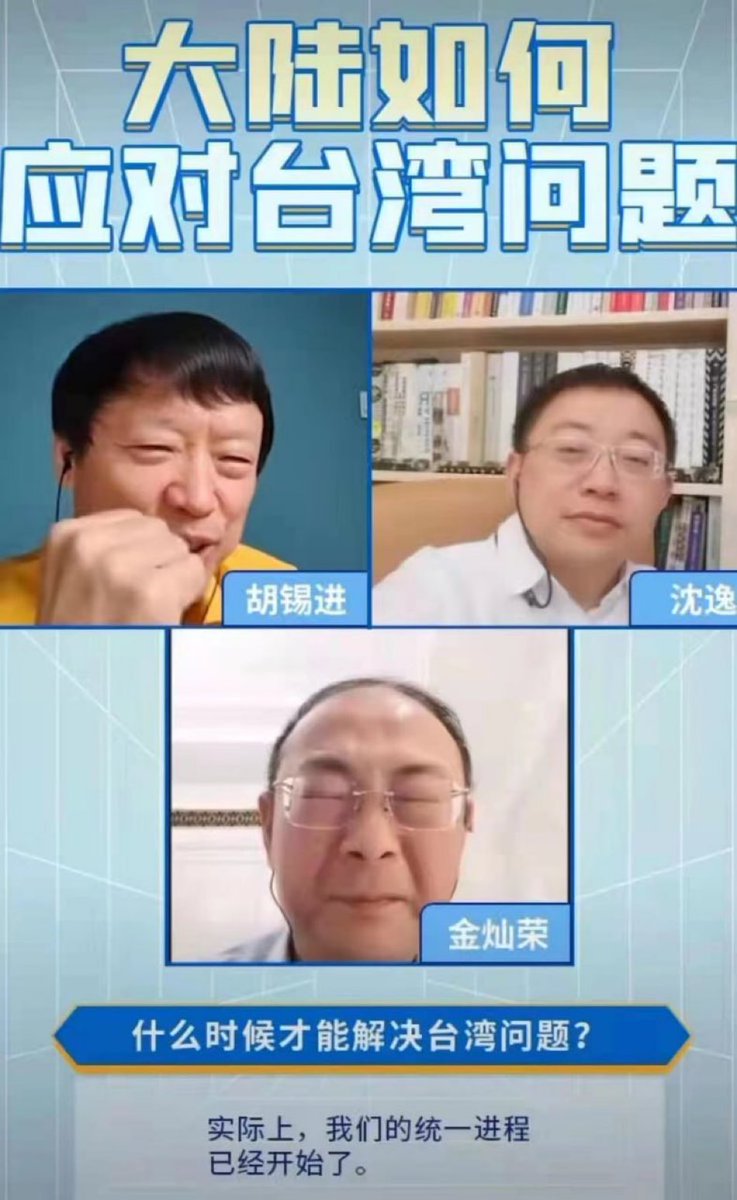 大陆如何
应对台湾问题
胡锡进
沈逸
金灿荣
什么时候才能解决台湾问题？
实际上，我们的统一进程
已经开始了。